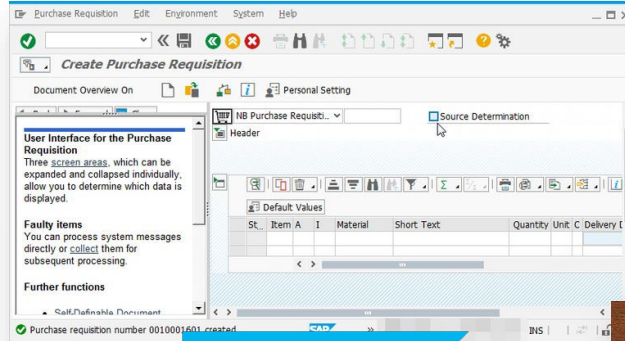 Purchase Requisition Edit Environment System Help
Create Purchase Requisition
Document Overview On Personal Setting
NB Purchase Requisiti.. Source Determination
Header
User Interface for the Purchase
Requisition
Three screen areas, which can be
expanded and collapsed individually,
allow you to determine which data is
displayed.
Faulty items
You can process system messages
directly or collect them for
subsequent processing.
Further functions
Self-Definable Document
Default Values
St... Item A I Material Short Text Quantity Unit C Delivery D
Purchase requisition number 0010001601 created
SAP
INS